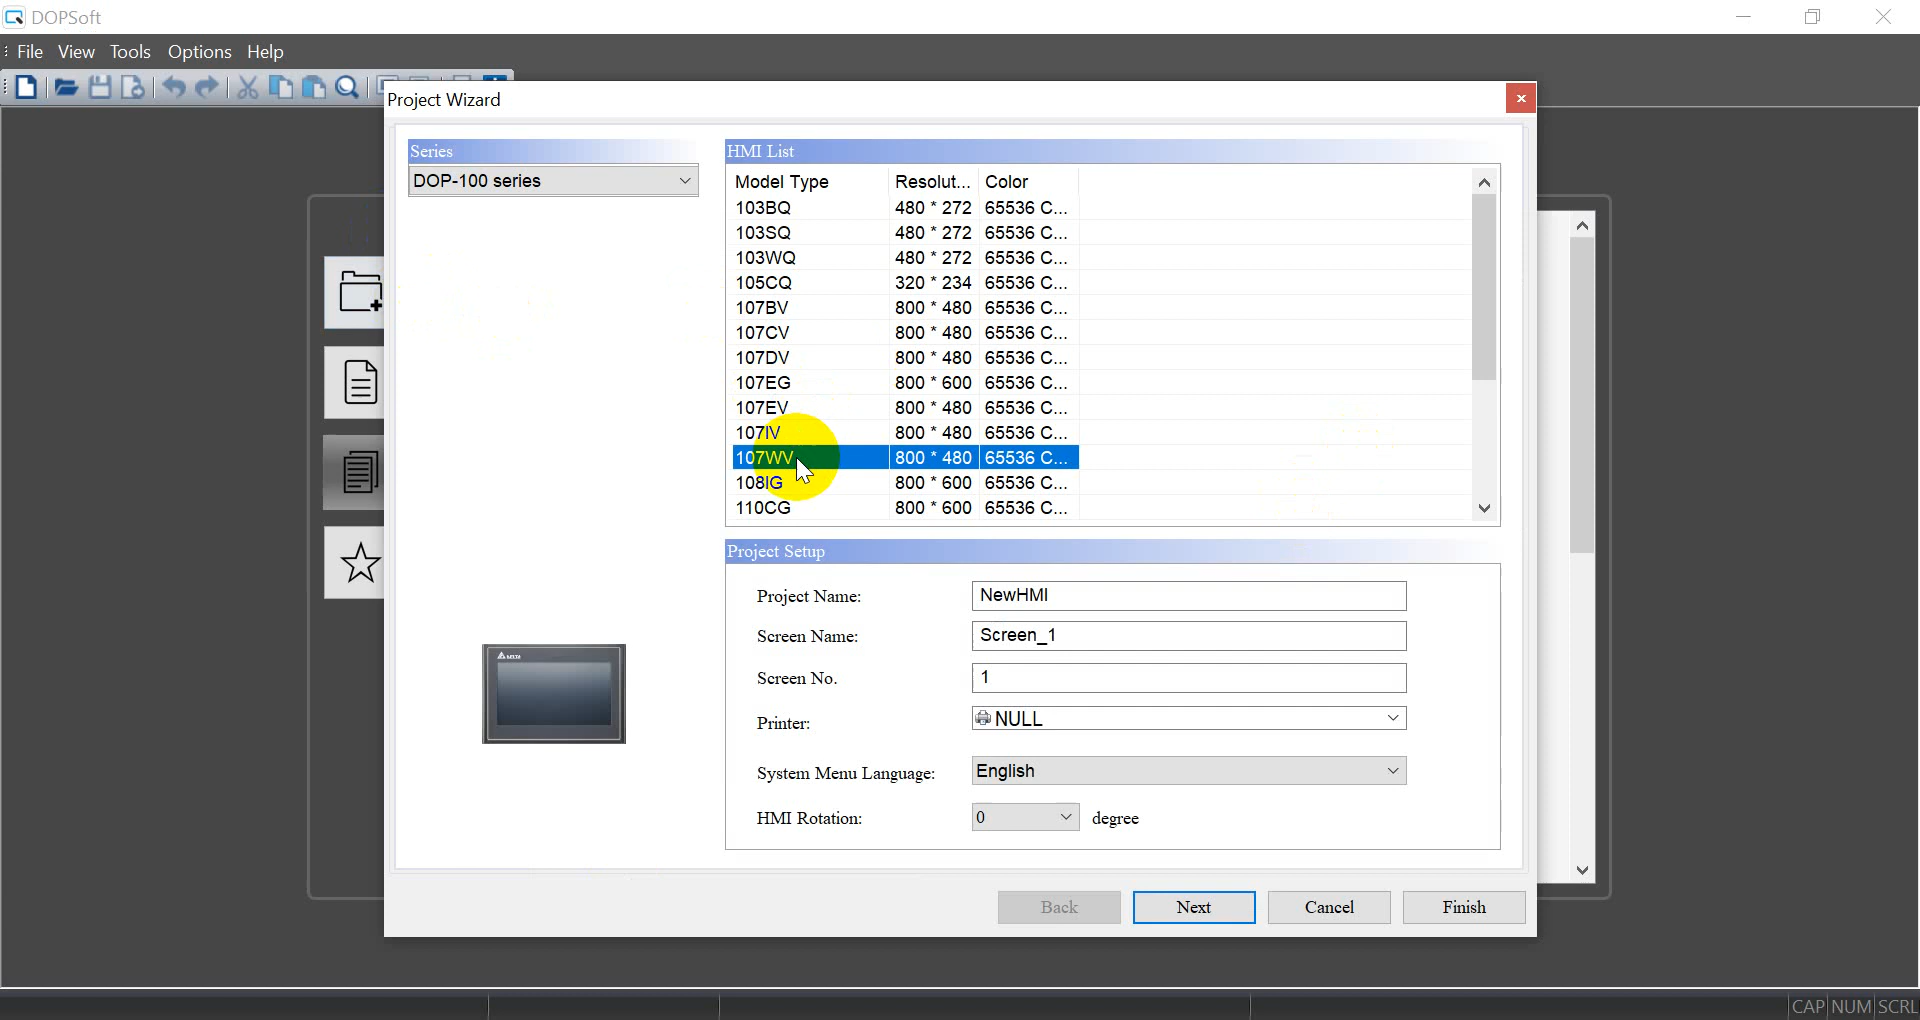 DOPSoft
File View Tools Options Help
Project Wizard
Series
DOP-100 series
HMI List
Model Type Resolut... Color
103BQ 480 * 272 65536 C...
103SQ 480 * 272 65536 C...
103WQ 480 * 272 65536 C...
105CQ 320 * 234 65536 C...
107BV 800 * 480 65536 C...
107CV 800 * 480 65536 C...
107DV 800 * 480 65536 C...
107EG 800 * 600 65536 C...
107EV 800 * 480 65536 C...
107IV 800 * 480 65536 C...
107WV 800 * 480 65536 C...
108IG 800 * 600 65536 C...
110CG 800 * 600 65536 C...
DELTA
Project Setup
Project Name: NewHMI
Screen Name: Screen_1
Screen No. 1
Printer: NULL
System Menu Language: English
HMI Rotation: 0 degree
Back Next Cancel Finish
CAP NUM SCRL